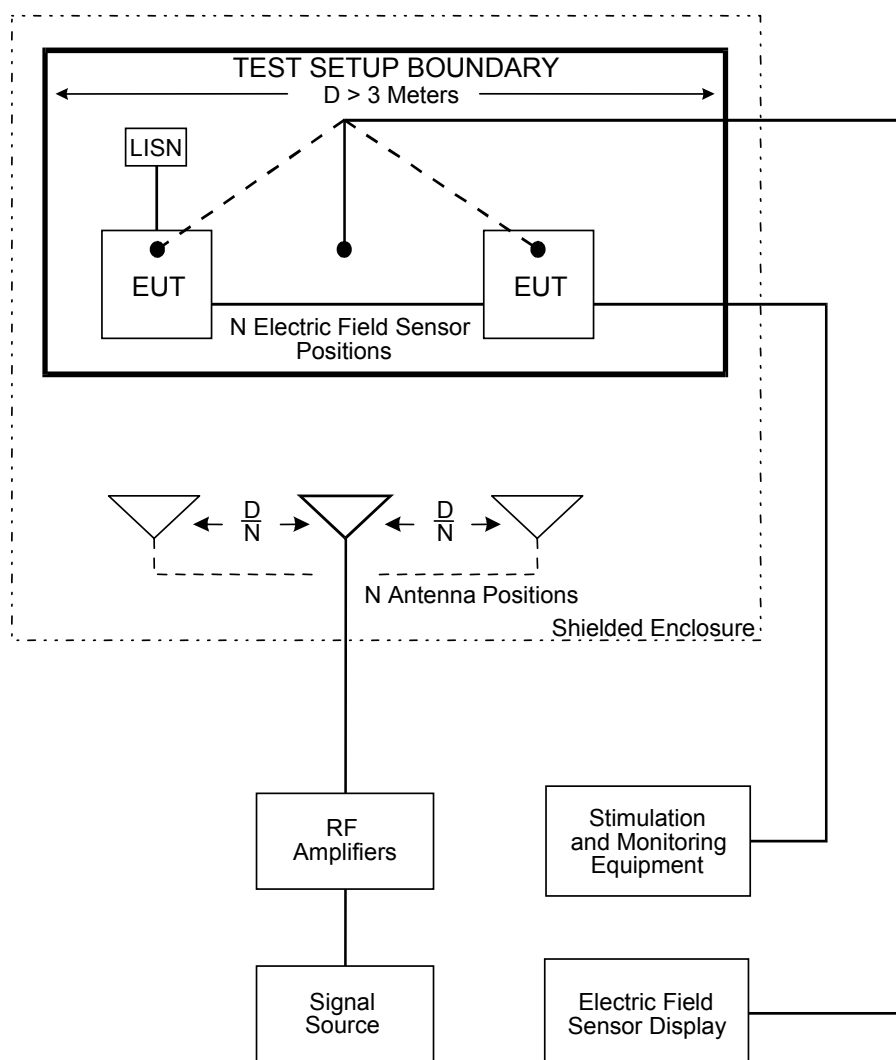 TEST SETUP BOUNDARY
D > 3 Meters
LISN
EUT
EUT
N Electric Field Sensor
Positions
D
N
D
N
N Antenna Positions
Shielded Enclosure
RF
Amplifiers
Stimulation
and Monitoring
Equipment
Signal
Source
Electric Field
Sensor Display